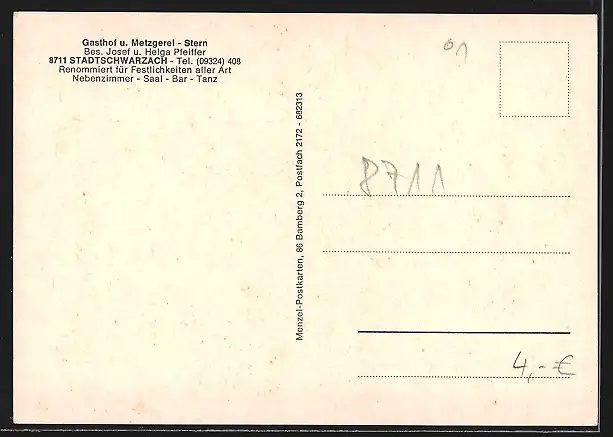 Gasthof u. Metzgerei - Stern
Bes. Josef u. Helga Pfeiffer
8711 STADTSCHWARZACH - Tel. (09324) 408
Renommiert für Festlichkeiten aller Art
Nebenzimmer - Saal - Bar - Tanz
Menzel-Postkarten, 86 Bamberg 2, Postfach 2172 - 682313
01
8711
4,- €